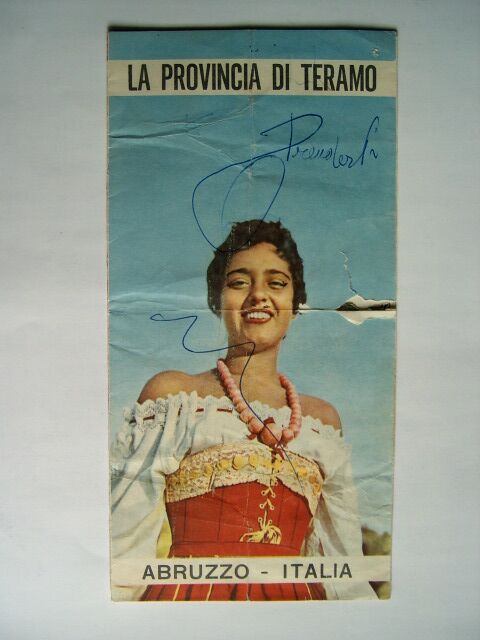 LA PROVINCIA DI TERAMO
ABRUZZO - ITALIA